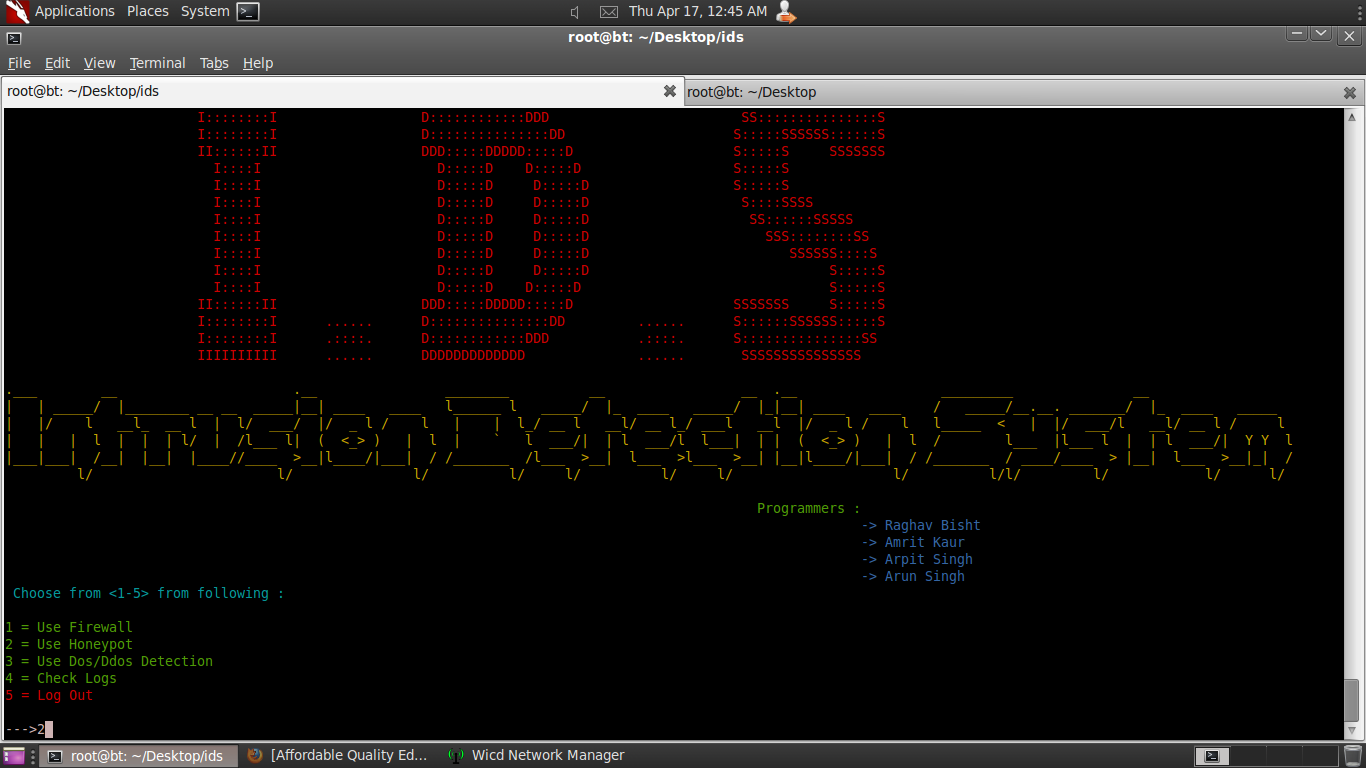 Applications Places System Thu Apr 17, 12:45 AM
root@bt: ~/Desktop/ids
File Edit View Terminal Tabs Help
root@bt: ~/Desktop/ids root@bt: ~/Desktop
I.D.S
Intrusion Detection System
Programmers :
-> Raghav Bisht
-> Amrit Kaur
-> Arpit Singh
-> Arun Singh
Choose from <1-5> from following :
1 = Use Firewall
2 = Use Honeypot
3 = Use Dos/Ddos Detection
4 = Check Logs
5 = Log Out
--->2
root@bt: ~/Desktop/ids [Affordable Quality Ed... Wicd Network Manager